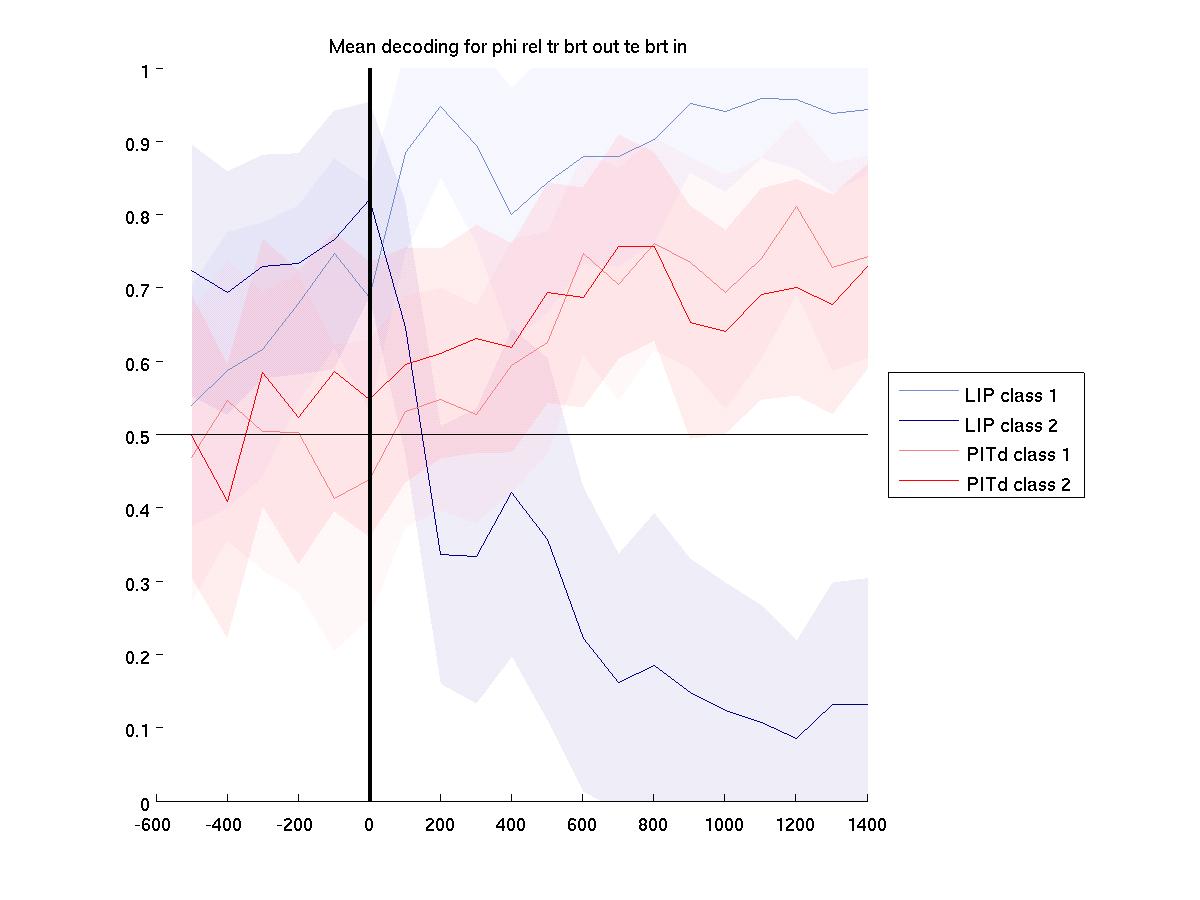 Mean decoding for phi rel tr brt out te brt in
1
0.9
0.8
0.7
0.6
0.5
0.4
0.3
0.2
0.1
0
-600 -400 -200 0 200 400 600 800 1000 1200 1400
LIP class 1
LIP class 2
PITd class 1
PITd class 2